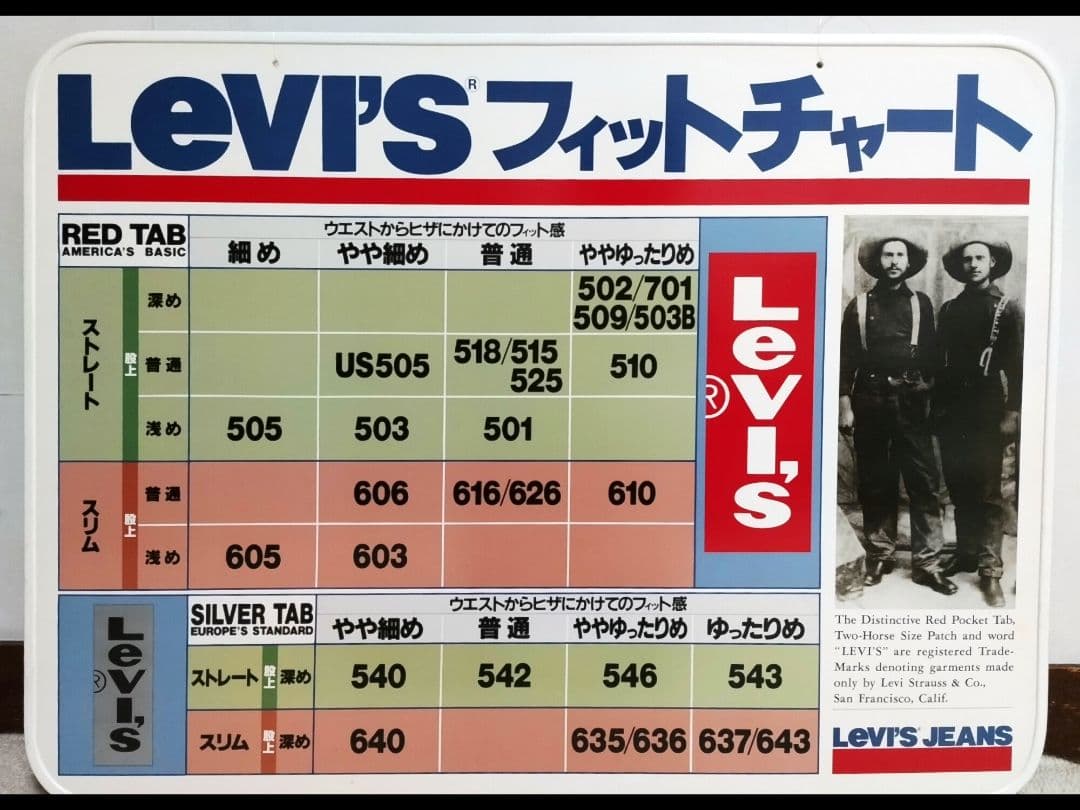 LEVI'S® フィットチャート
RED TAB
AMERICA'S BASIC
ウエストからヒザにかけてのフィット感
細め やや細め 普通 ややゆったりめ
ストレート
股上
深め 502/701
509/503B
普通 US505 518/515
525 510
浅め 505 503 501
スリム
股上
普通 606 616/626 610
浅め 605 603
LEVI'S®
LEVI'S®
SILVER TAB
EUROPE'S STANDARD
ウエストからヒザにかけてのフィット感
やや細め 普通 ややゆったりめ ゆったりめ
ストレート 股上 深め 540 542 546 543
スリム 股上 深め 640 635/636 637/643
The Distinctive Red Pocket Tab,
Two-Horse Size Patch and word
"LEVI'S" are registered Trade-
Marks denoting garments made
only by Levi Strauss & Co.,
San Francisco, Calif.
LEVI'S JEANS